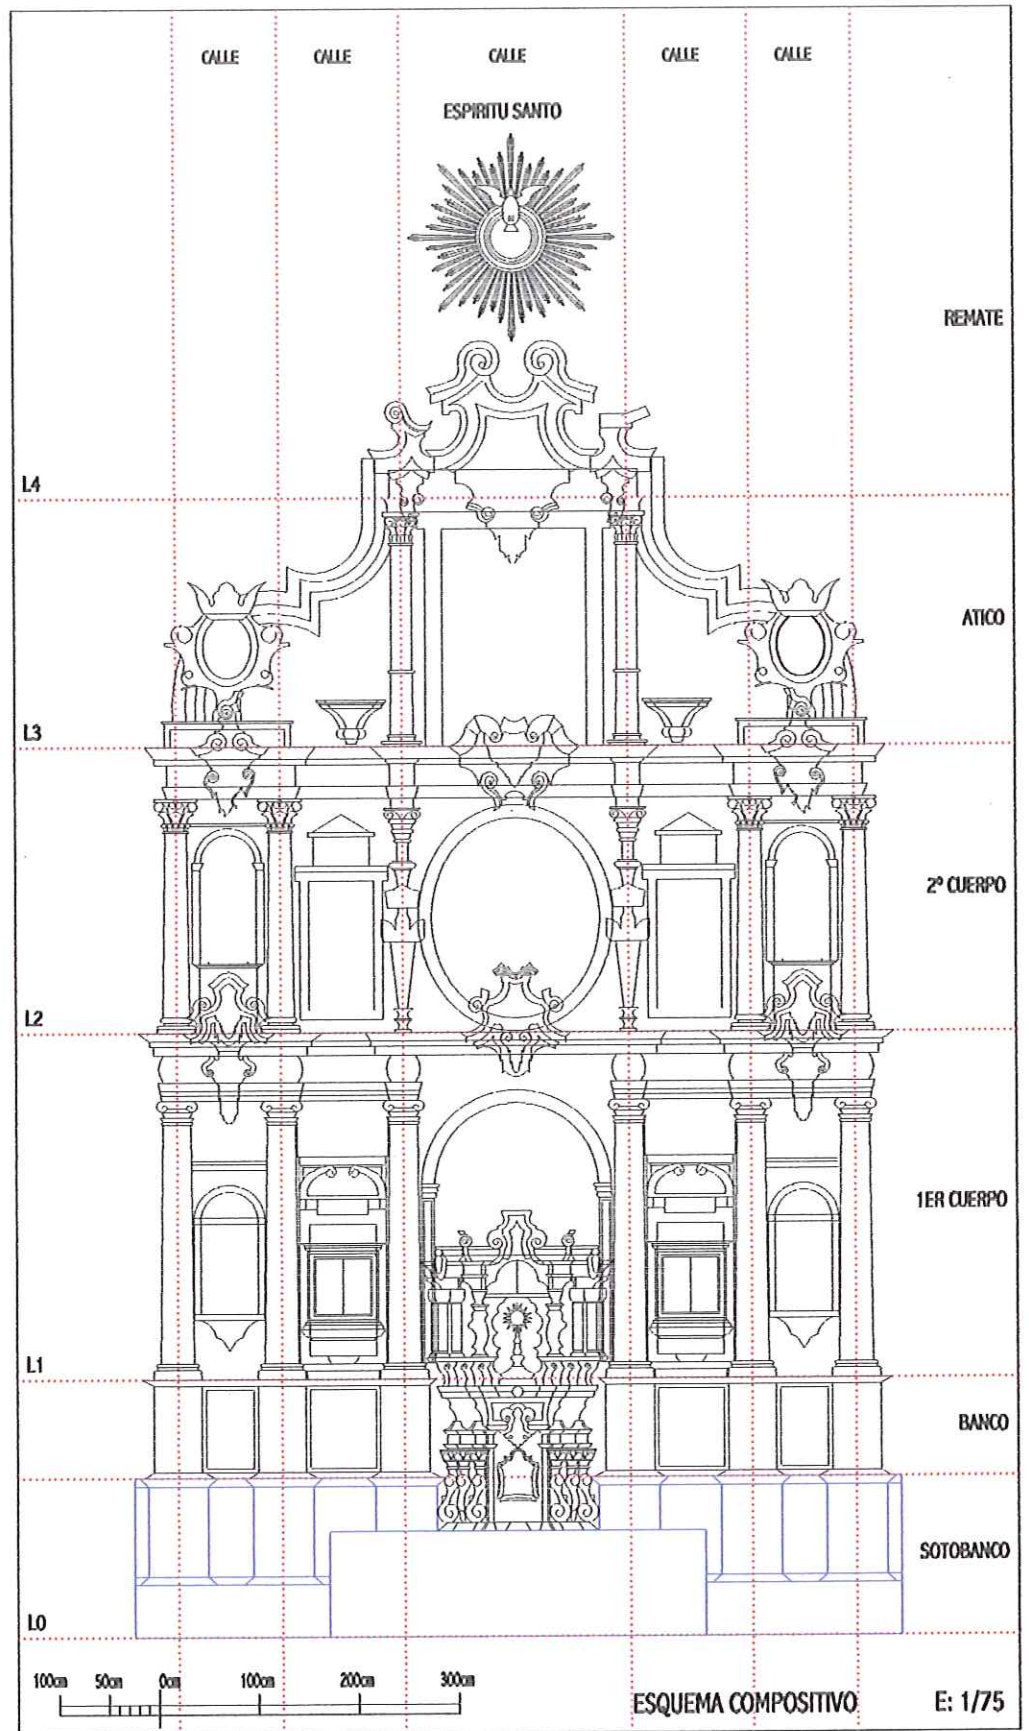 CALLE CALLE CALLE CALLE CALLE
ESPIRITU SANTO
REMATE
L4
ATICO
L3
2º CUERPO
L2
1ER CUERPO
L1
BANCO
SOTOBANCO
L0
100cm 50cm 0cm 100cm 200cm 300cm
ESQUEMA COMPOSITIVO E: 1/75